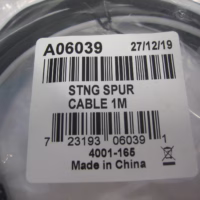 A06039 27/12/19
STNG SPUR
CABLE 1M
7 23193 06039 1
4001-165
Made in China